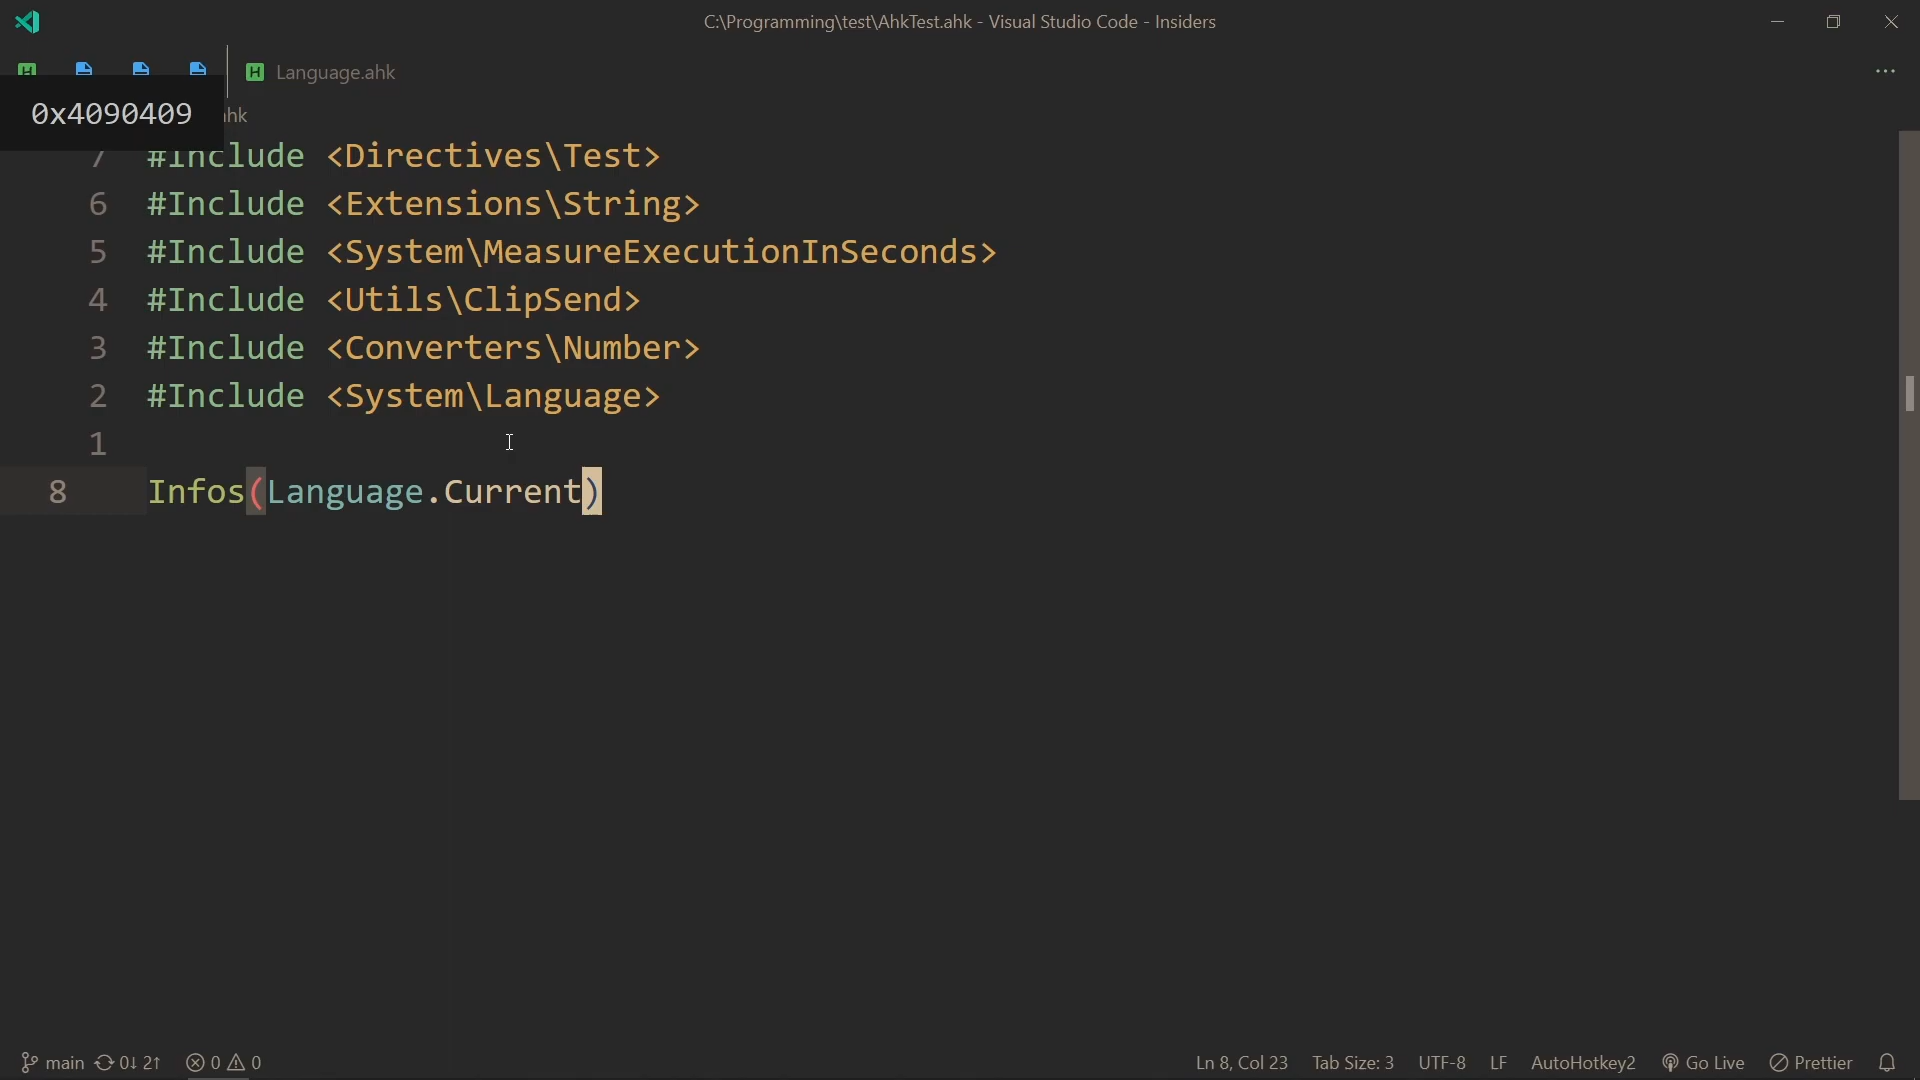 C:\Programming\test\AhkTest.ahk - Visual Studio Code - Insiders
Language.ahk
0x4090409
ahk
7 #Include <Directives\Test>
6 #Include <Extensions\String>
5 #Include <System\MeasureExecutionInSeconds>
4 #Include <Utils\ClipSend>
3 #Include <Converters\Number>
2 #Include <System\Language>
1
8 Infos(Language.Current)
main 0↓ 2↑ 0 0 Ln 8, Col 23 Tab Size: 3 UTF-8 LF AutoHotkey2 Go Live Prettier